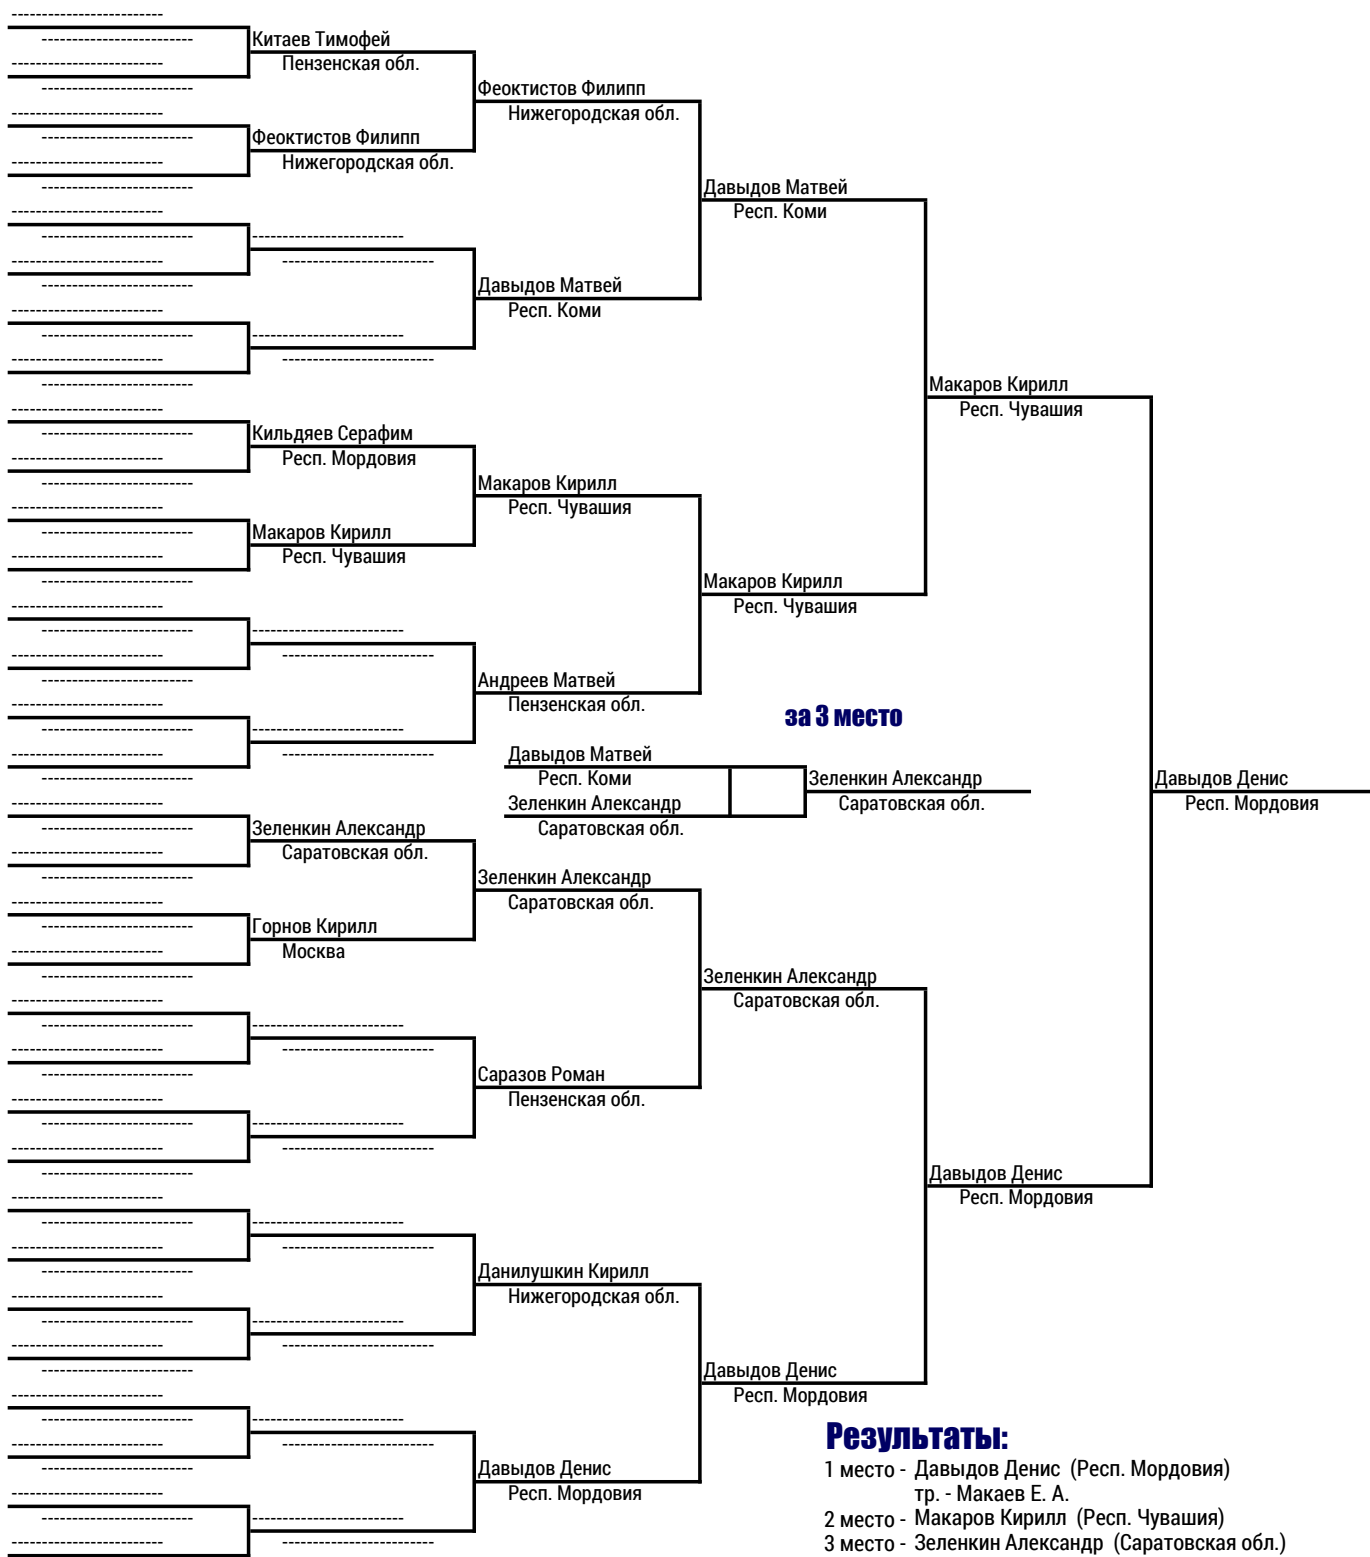 Китаев Тимофей
Пензенская обл.
Феоктистов Филипп
Нижегородская обл.
Феоктистов Филипп
Нижегородская обл.
Давыдов Матвей
Респ. Коми
Давыдов Матвей
Респ. Коми
Макаров Кирилл
Респ. Чувашия
Кильдяев Серафим
Респ. Мордовия
Макаров Кирилл
Респ. Чувашия
Макаров Кирилл
Респ. Чувашия
Макаров Кирилл
Респ. Чувашия
Андреев Матвей
Пензенская обл.
за 3 место
Давыдов Матвей
Респ. Коми
Зеленкин Александр
Саратовская обл.
Зеленкин Александр
Саратовская обл.
Давыдов Денис
Респ. Мордовия
Зеленкин Александр
Саратовская обл.
Зеленкин Александр
Саратовская обл.
Горнов Кирилл
Москва
Зеленкин Александр
Саратовская обл.
Саразов Роман
Пензенская обл.
Давыдов Денис
Респ. Мордовия
Данилушкин Кирилл
Нижегородская обл.
Давыдов Денис
Респ. Мордовия
Давыдов Денис
Респ. Мордовия
Результаты:
1 место - Давыдов Денис (Респ. Мордовия)
тр. - Макаев Е. А.
2 место - Макаров Кирилл (Респ. Чувашия)
3 место - Зеленкин Александр (Саратовская обл.)